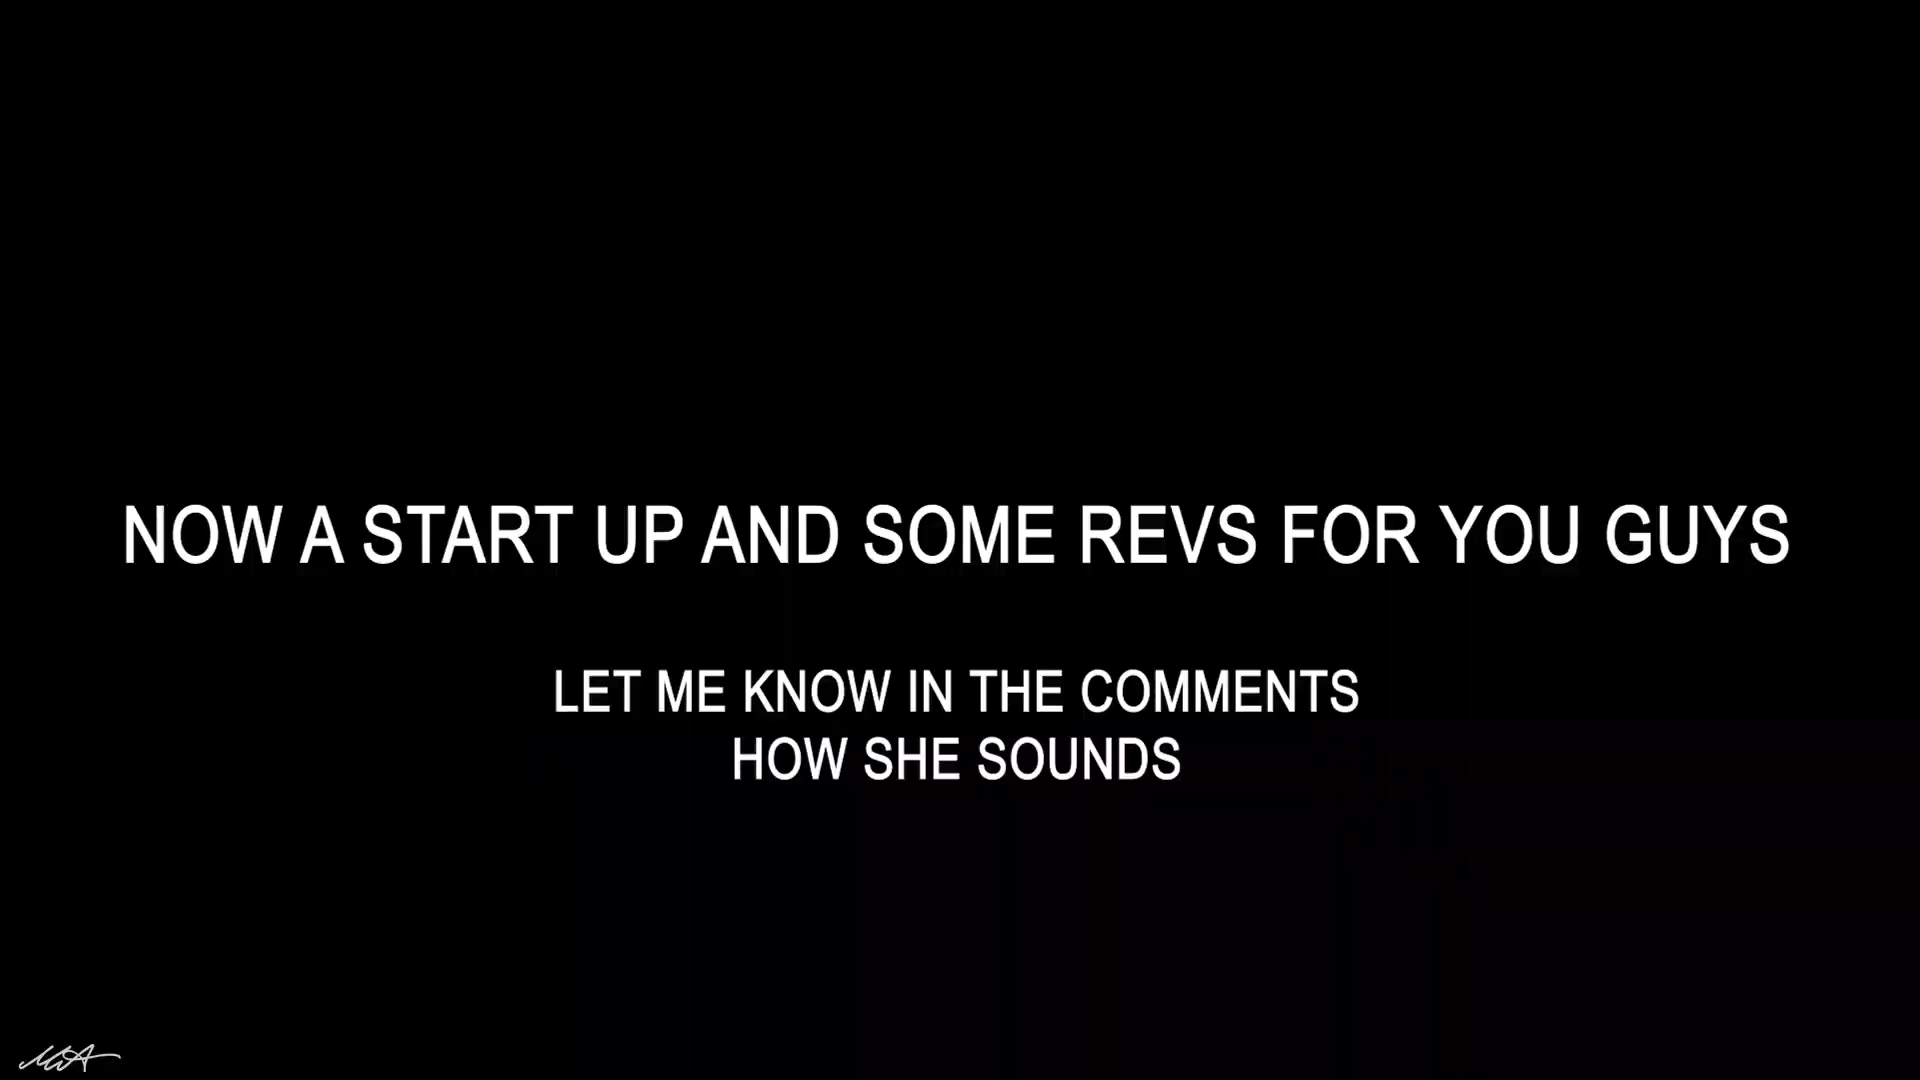 NOW A START UP AND SOME REVS FOR YOU GUYS
LET ME KNOW IN THE COMMENTS
HOW SHE SOUNDS